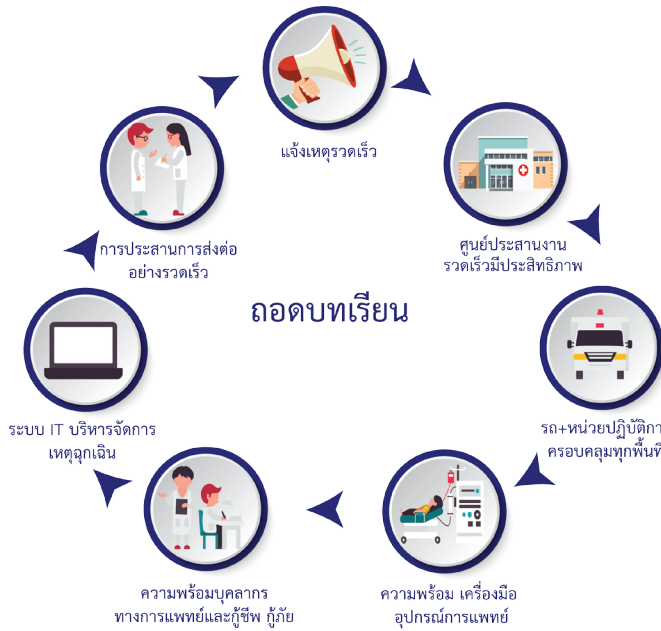 แจ้งเหตุรวดเร็ว
ศูนย์ประสานงาน
รวดเร็วมีประสิทธิภาพ
รถ+หน่วยปฏิบัติกา
ครอบคลุมทุกพื้นที่
ความพร้อม เครื่องมือ
อุปกรณ์การแพทย์
ความพร้อมบุคลากร
ทางการแพทย์และกู้ชีพ กู้ภัย
ระบบ IT บริหารจัดการ
เหตุฉุกเฉิน
การประสานการส่งต่อ
อย่างรวดเร็ว
ถอดบทเรียน